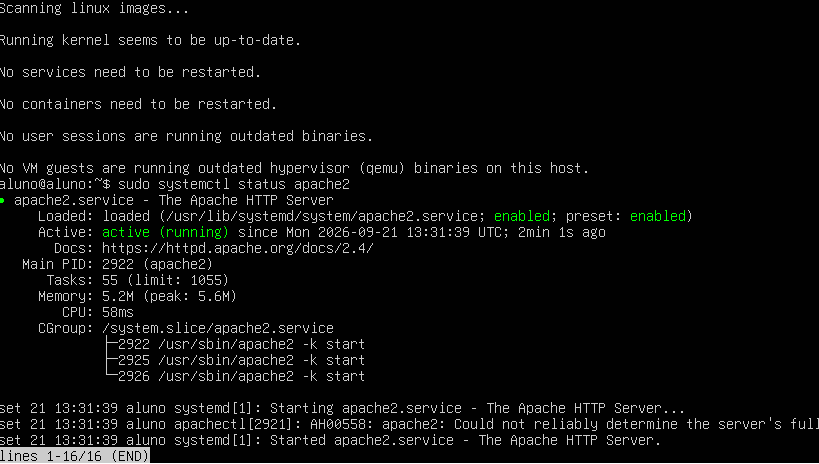 Scanning linux images...
Running kernel seems to be up-to-date.
No services need to be restarted.
No containers need to be restarted.
No user sessions are running outdated binaries.
No VM guests are running outdated hypervisor (qemu) binaries on this host.
aluno@aluno:~$ sudo systemctl status apache2
● apache2.service - The Apache HTTP Server
Loaded: loaded (/usr/lib/systemd/system/apache2.service; enabled; preset: enabled)
Active: active (running) since Mon 2026-09-21 13:31:39 UTC; 2min 1s ago
Docs: https://httpd.apache.org/docs/2.4/
Main PID: 2922 (apache2)
Tasks: 55 (limit: 1055)
Memory: 5.2M (peak: 5.6M)
CPU: 58ms
CGroup: /system.slice/apache2.service
├─2922 /usr/sbin/apache2 -k start
├─2925 /usr/sbin/apache2 -k start
└─2926 /usr/sbin/apache2 -k start
set 21 13:31:39 aluno systemd[1]: Starting apache2.service - The Apache HTTP Server...
set 21 13:31:39 aluno apachectl[2921]: AH00558: apache2: Could not reliably determine the server's full
set 21 13:31:39 aluno systemd[1]: Started apache2.service - The Apache HTTP Server.
lines 1-16/16 (END)